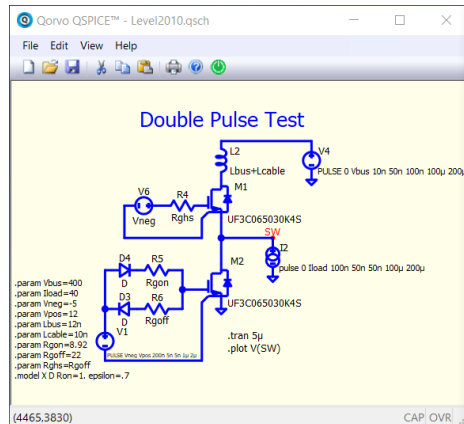 Qorvo QSPICE™ - Level2010.qsch
File Edit View Help
Double Pulse Test
L2
V4
Lbus+Lcable
PULSE 0 Vbus 10n 50n 100n 100µ 200µ
M1
V6
R4
Vneg
Rghs
UF3C065030K4S
SW
I2
pulse 0 Iload 100n 50n 50n 100µ 200µ
D4
R5
M2
D
Rgon
D3
R6
D
Rgoff
UF3C065030K4S
V1
PULSE Vneg Vpos 200n 5n 5n 1µ 2µ
.param Vbus=400
.param Iload=40
.param Vneg=-5
.param Vpos=12
.param Lbus=12n
.param Lcable=10n
.param Rgon=8.92
.param Rgoff=22
.param Rghs=Rgoff
.model X D Ron=1. epsilon=.7
.tran 5µ
.plot V(SW)
(4465,3830)
CAP OVR